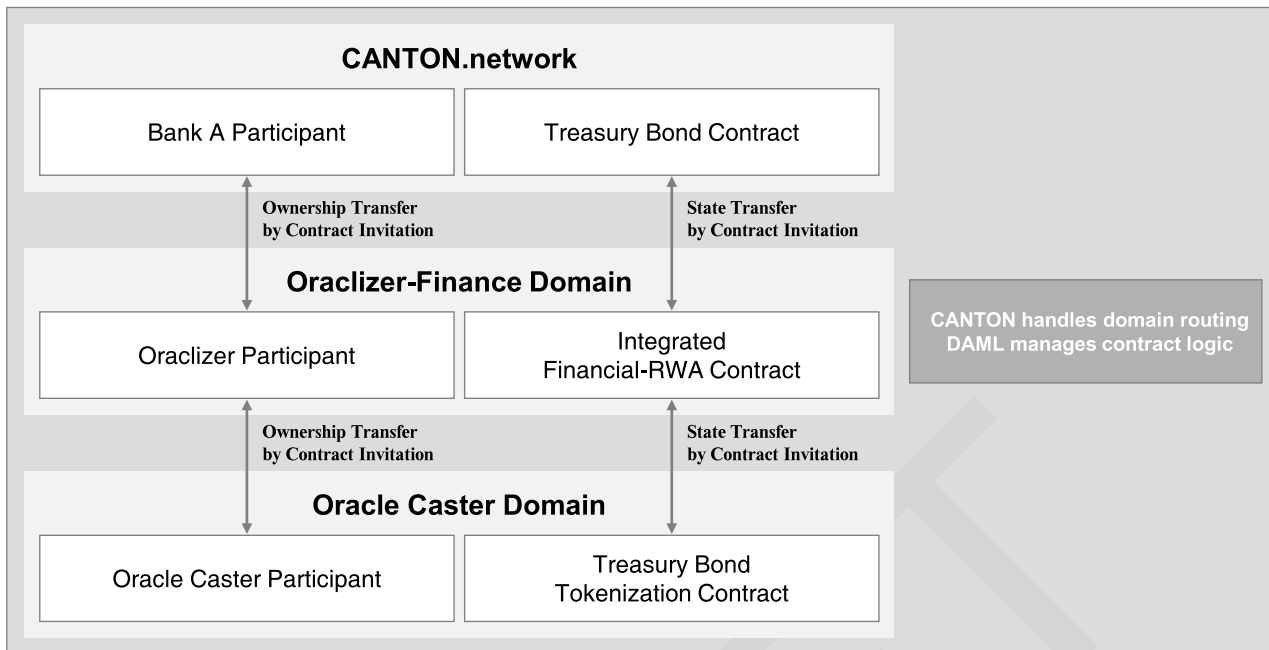 CANTON.network
Bank A Participant
Treasury Bond Contract
Ownership Transfer
by Contract Invitation
State Transfer
by Contract Invitation
Oraclizer-Finance Domain
Oraclizer Participant
Integrated
Financial-RWA Contract
CANTON handles domain routing
DAML manages contract logic
Ownership Transfer
by Contract Invitation
State Transfer
by Contract Invitation
Oracle Caster Domain
Oracle Caster Participant
Treasury Bond
Tokenization Contract